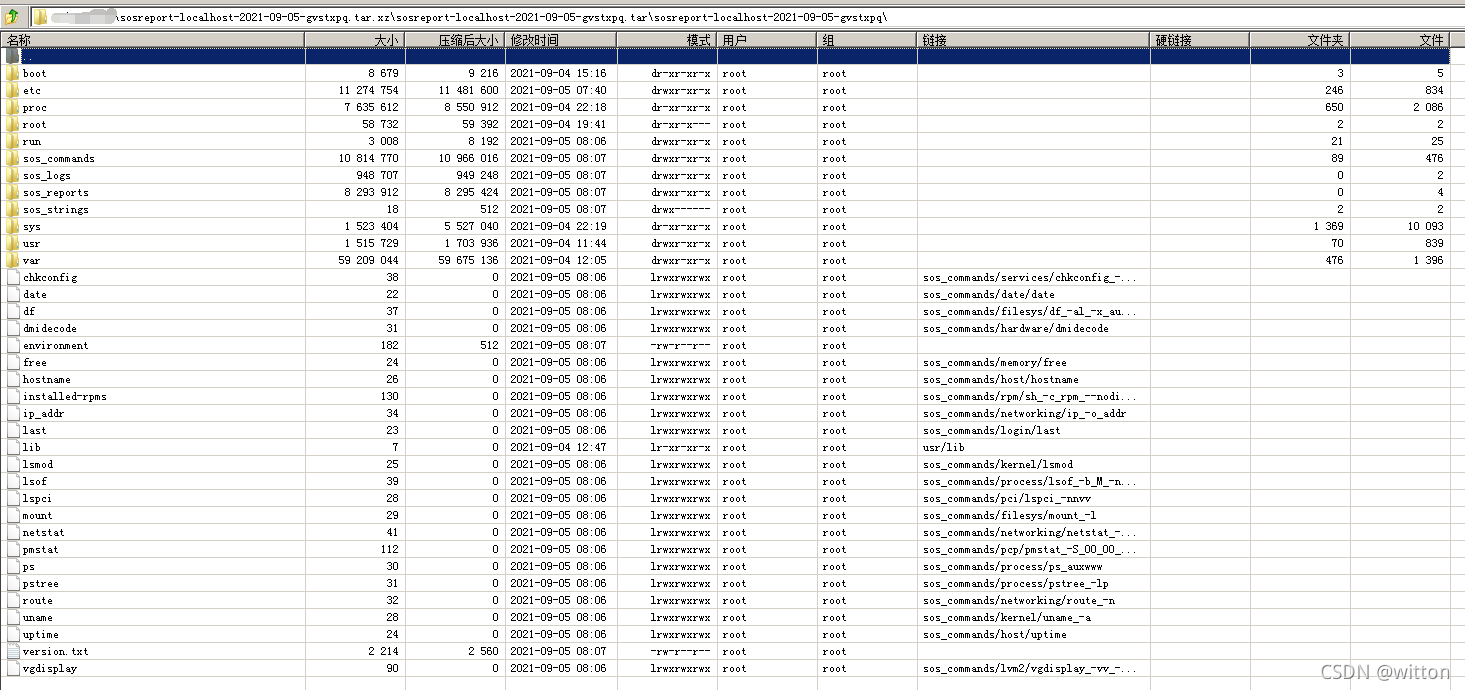 \sosreport-localhost-2021-09-05-gvstxpq.tar.xz\sosreport-localhost-2021-09-05-gvstxpq.tar\sosreport-localhost-2021-09-05-gvstxpq\
名称 大小 压缩后大小 修改时间 模式 用户 组 链接 硬链接 文件夹 文件
..
boot 8 679 9 216 2021-09-04 15:16 dr-xr-xr-x root root 3 5
etc 11 274 754 11 481 600 2021-09-05 07:40 drwxr-xr-x root root 246 834
proc 7 635 612 8 550 912 2021-09-04 22:18 dr-xr-xr-x root root 650 2 086
root 58 732 59 392 2021-09-04 19:41 dr-xr-x--- root root 2 2
run 3 008 8 192 2021-09-05 08:06 drwxr-xr-x root root 21 25
sos_commands 10 814 770 10 966 016 2021-09-05 08:07 drwxr-xr-x root root 89 476
sos_logs 948 707 949 248 2021-09-05 08:07 drwxr-xr-x root root 0 2
sos_reports 8 293 912 8 295 424 2021-09-05 08:07 drwxr-xr-x root root 0 4
sos_strings 18 512 2021-09-05 08:07 drwx------ root root 2 2
sys 1 523 404 5 527 040 2021-09-04 22:19 dr-xr-xr-x root root 1 369 10 093
usr 1 515 729 1 703 936 2021-09-04 11:44 drwxr-xr-x root root 70 839
var 59 209 044 59 675 136 2021-09-04 12:05 drwxr-xr-x root root 476 1 396
chkconfig 38 0 2021-09-05 08:06 lrwxrwxrwx root root sos_commands/services/chkconfig_-...
date 22 0 2021-09-05 08:06 lrwxrwxrwx root root sos_commands/date/date
df 37 0 2021-09-05 08:06 lrwxrwxrwx root root sos_commands/filesys/df_-al_-x_au...
dmidecode 31 0 2021-09-05 08:06 lrwxrwxrwx root root sos_commands/hardware/dmidecode
environment 182 512 2021-09-05 08:07 -rw-r--r-- root root
free 24 0 2021-09-05 08:06 lrwxrwxrwx root root sos_commands/memory/free
hostname 26 0 2021-09-05 08:06 lrwxrwxrwx root root sos_commands/host/hostname
installed-rpms 130 0 2021-09-05 08:06 lrwxrwxrwx root root sos_commands/rpm/sh_-c_rpm_--nodi...
ip_addr 34 0 2021-09-05 08:06 lrwxrwxrwx root root sos_commands/networking/ip_-o_addr
last 23 0 2021-09-05 08:06 lrwxrwxrwx root root sos_commands/login/last
lib 7 0 2021-09-04 12:47 lr-xr-xr-x root root usr/lib
lsmod 25 0 2021-09-05 08:06 lrwxrwxrwx root root sos_commands/kernel/lsmod
lsof 39 0 2021-09-05 08:06 lrwxrwxrwx root root sos_commands/process/lsof_-b_M_-n...
lspci 28 0 2021-09-05 08:06 lrwxrwxrwx root root sos_commands/pci/lspci_-nnvv
mount 29 0 2021-09-05 08:06 lrwxrwxrwx root root sos_commands/filesys/mount_-l
netstat 41 0 2021-09-05 08:06 lrwxrwxrwx root root sos_commands/networking/netstat_-...
pmstat 112 0 2021-09-05 08:06 lrwxrwxrwx root root sos_commands/pcp/pmstat_-S_00_00_...
ps 30 0 2021-09-05 08:06 lrwxrwxrwx root root sos_commands/process/ps_auxwww
pstree 31 0 2021-09-05 08:06 lrwxrwxrwx root root sos_commands/process/pstree_-lp
route 32 0 2021-09-05 08:06 lrwxrwxrwx root root sos_commands/networking/route_-n
uname 28 0 2021-09-05 08:06 lrwxrwxrwx root root sos_commands/kernel/uname_-a
uptime 24 0 2021-09-05 08:06 lrwxrwxrwx root root sos_commands/host/uptime
version.txt 2 214 2 560 2021-09-05 08:07 -rw-r--r-- root root
vgdisplay 90 0 2021-09-05 08:06 lrwxrwxrwx root root sos_commands/lvm2/vgdisplay_-vv_-...
CSDN @witton